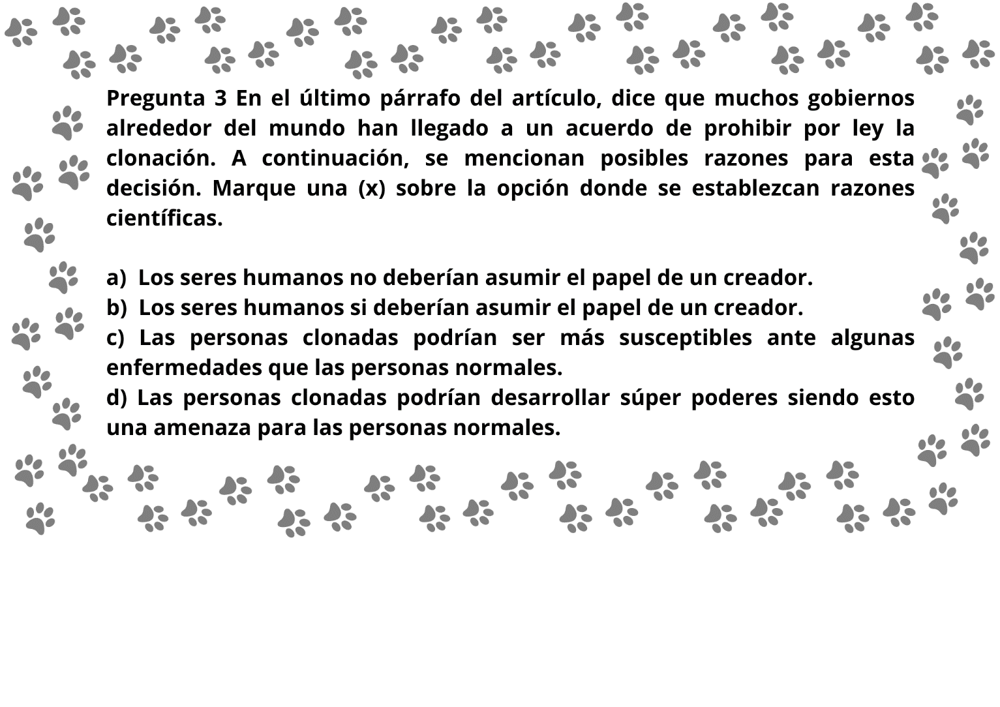 Pregunta 3 En el último párrafo del artículo, dice que muchos gobiernos
alrededor del mundo han llegado a un acuerdo de prohibir por ley la
clonación. A continuación, se mencionan posibles razones para esta
decisión. Marque una (x) sobre la opción donde se establezcan razones
científicas.
a) Los seres humanos no deberían asumir el papel de un creador.
b) Los seres humanos si deberían asumir el papel de un creador.
c) Las personas clonadas podrían ser más susceptibles ante algunas
enfermedades que las personas normales.
d) Las personas clonadas podrían desarrollar súper poderes siendo esto
una amenaza para las personas normales.